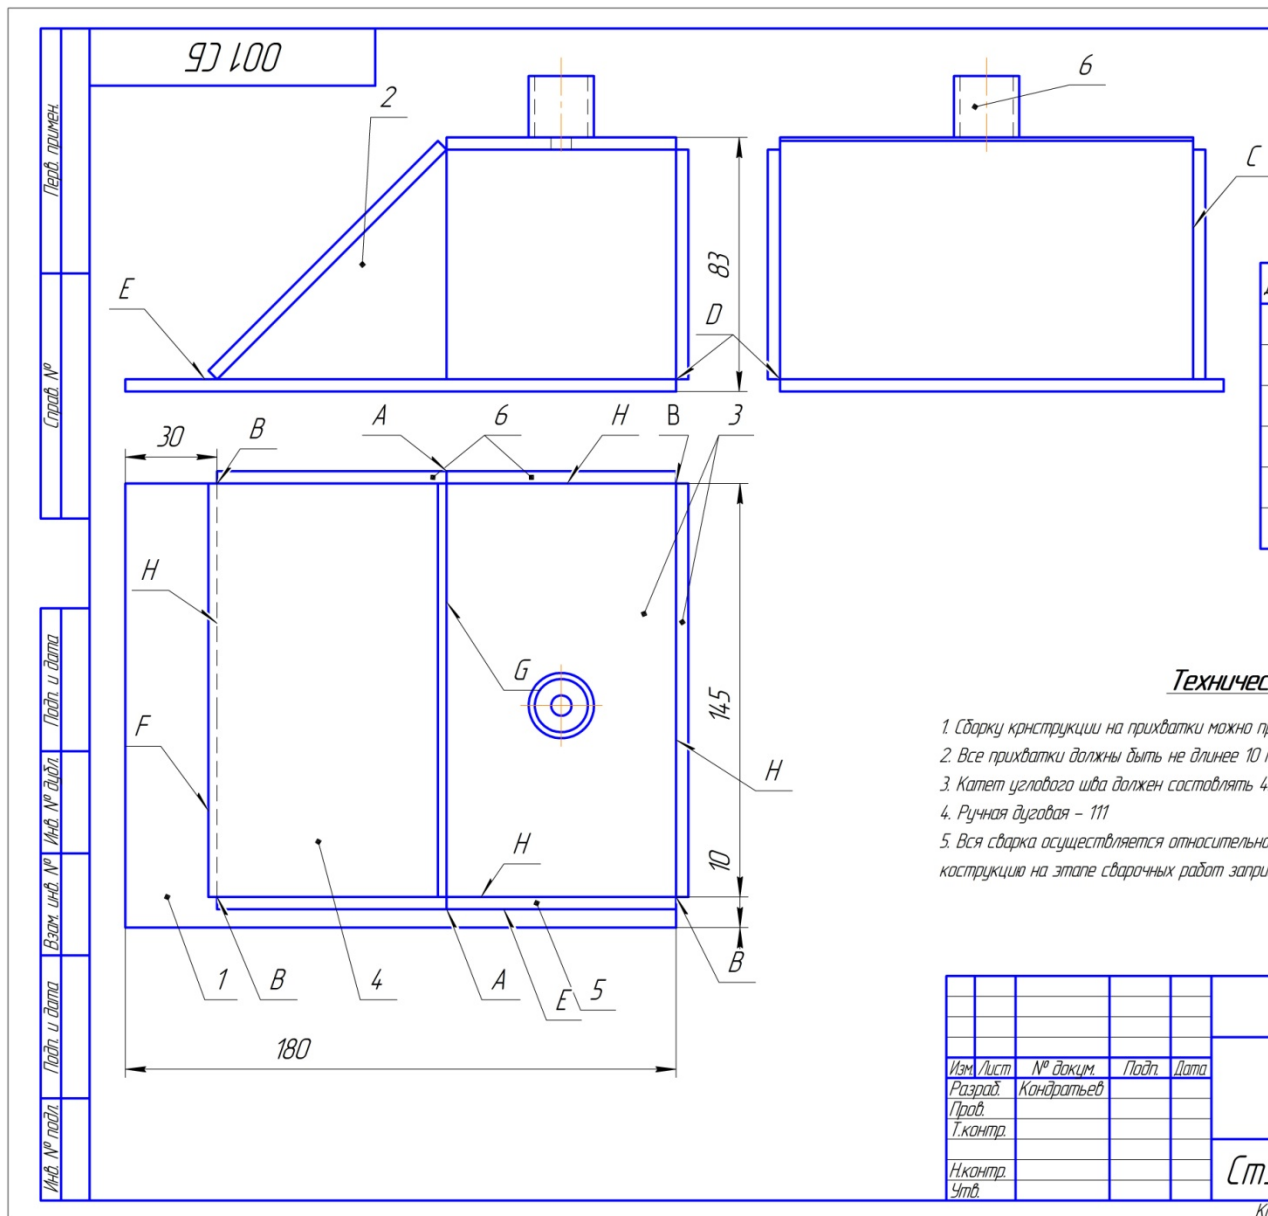 001 СБ
Перв. примен.
Справ. №
Подп. и дата
Инв. № дубл.
Взам. инв. №
Подп. и дата
Инв. № подл.
2
6
C
E
83
D
30
B
A
6
H
B
3
H
G
F
145
H
H
10
1
B
4
A
E
5
B
180
Техничес
1. Сборку крнструкции на прихватки можно пр
2. Все прихватки должны быть не длинее 10
3. Катет углового шва должен состовлять 4
4. Ручная дуговая – 111
5. Вся сварка осуществляется относительно
кострукцию на этапе сварочных работ запри
Изм. Лист № докум. Подп. Дата
Разраб. Кондратьев
Пров.
Т.контр.
Н.контр.
Утв.
Ст